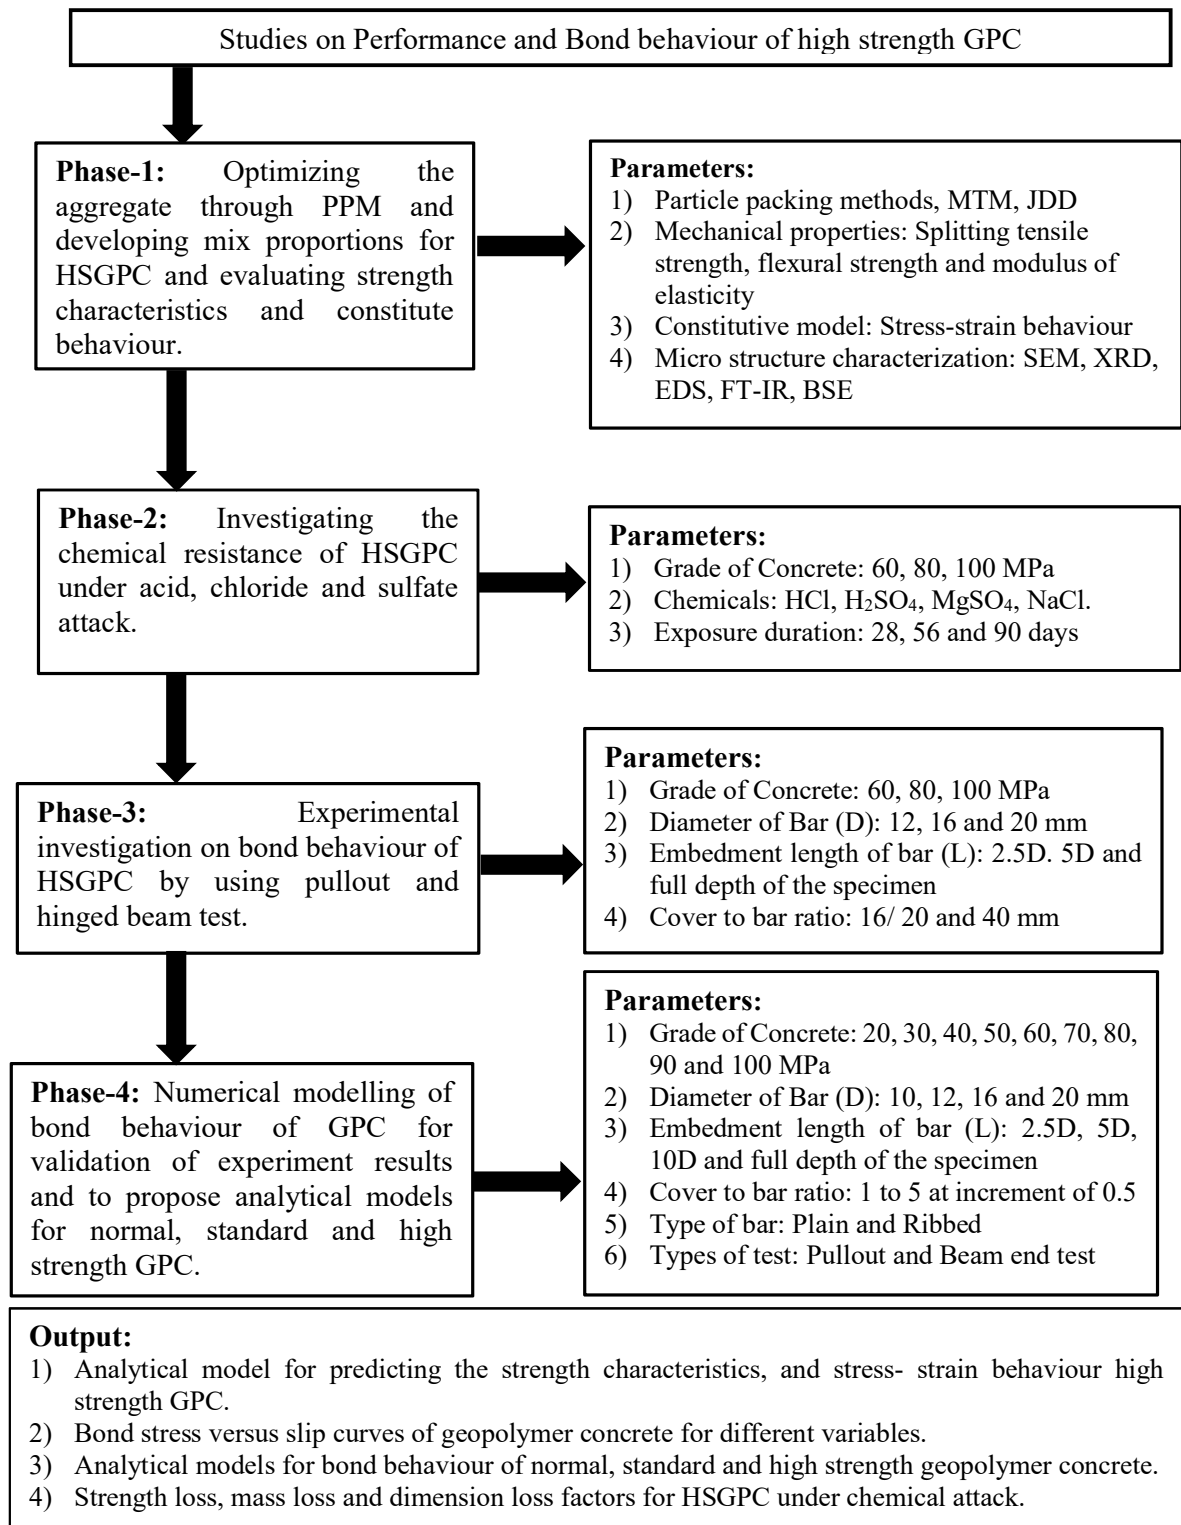 Studies on Performance and Bond behaviour of high strength GPC
Phase-1: Optimizing the
aggregate through PPM and
developing mix proportions for
HSGPC and evaluating strength
characteristics and constitute
behaviour.
Parameters:
1) Particle packing methods, MTM, JDD
2) Mechanical properties: Splitting tensile
strength, flexural strength and modulus of
elasticity
3) Constitutive model: Stress-strain behaviour
4) Micro structure characterization: SEM, XRD,
EDS, FT-IR, BSE
Phase-2: Investigating the
chemical resistance of HSGPC
under acid, chloride and sulfate
attack.
Parameters:
1) Grade of Concrete: 60, 80, 100 MPa
2) Chemicals: HCl, H₂SO₄, MgSO₄, NaCl.
3) Exposure duration: 28, 56 and 90 days
Phase-3: Experimental
investigation on bond behaviour of
HSGPC by using pullout and
hinged beam test.
Parameters:
1) Grade of Concrete: 60, 80, 100 MPa
2) Diameter of Bar (D): 12, 16 and 20 mm
3) Embedment length of bar (L): 2.5D. 5D and
full depth of the specimen
4) Cover to bar ratio: 16/ 20 and 40 mm
Phase-4: Numerical modelling of
bond behaviour of GPC for
validation of experiment results
and to propose analytical models
for normal, standard and high
strength GPC.
Parameters:
1) Grade of Concrete: 20, 30, 40, 50, 60, 70, 80,
90 and 100 MPa
2) Diameter of Bar (D): 10, 12, 16 and 20 mm
3) Embedment length of bar (L): 2.5D, 5D,
10D and full depth of the specimen
4) Cover to bar ratio: 1 to 5 at increment of 0.5
5) Type of bar: Plain and Ribbed
6) Types of test: Pullout and Beam end test
Output:
1) Analytical model for predicting the strength characteristics, and stress- strain behaviour high
strength GPC.
2) Bond stress versus slip curves of geopolymer concrete for different variables.
3) Analytical models for bond behaviour of normal, standard and high strength geopolymer concrete.
4) Strength loss, mass loss and dimension loss factors for HSGPC under chemical attack.